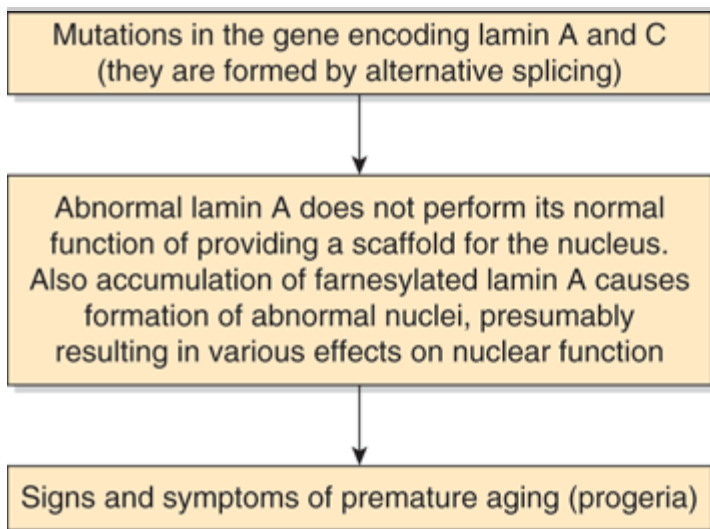 Mutations in the gene encoding lamin A and C
(they are formed by alternative splicing)
Abnormal lamin A does not perform its normal
function of providing a scaffold for the nucleus.
Also accumulation of farnesylated lamin A causes
formation of abnormal nuclei, presumably
resulting in various effects on nuclear function
Signs and symptoms of premature aging (progeria)